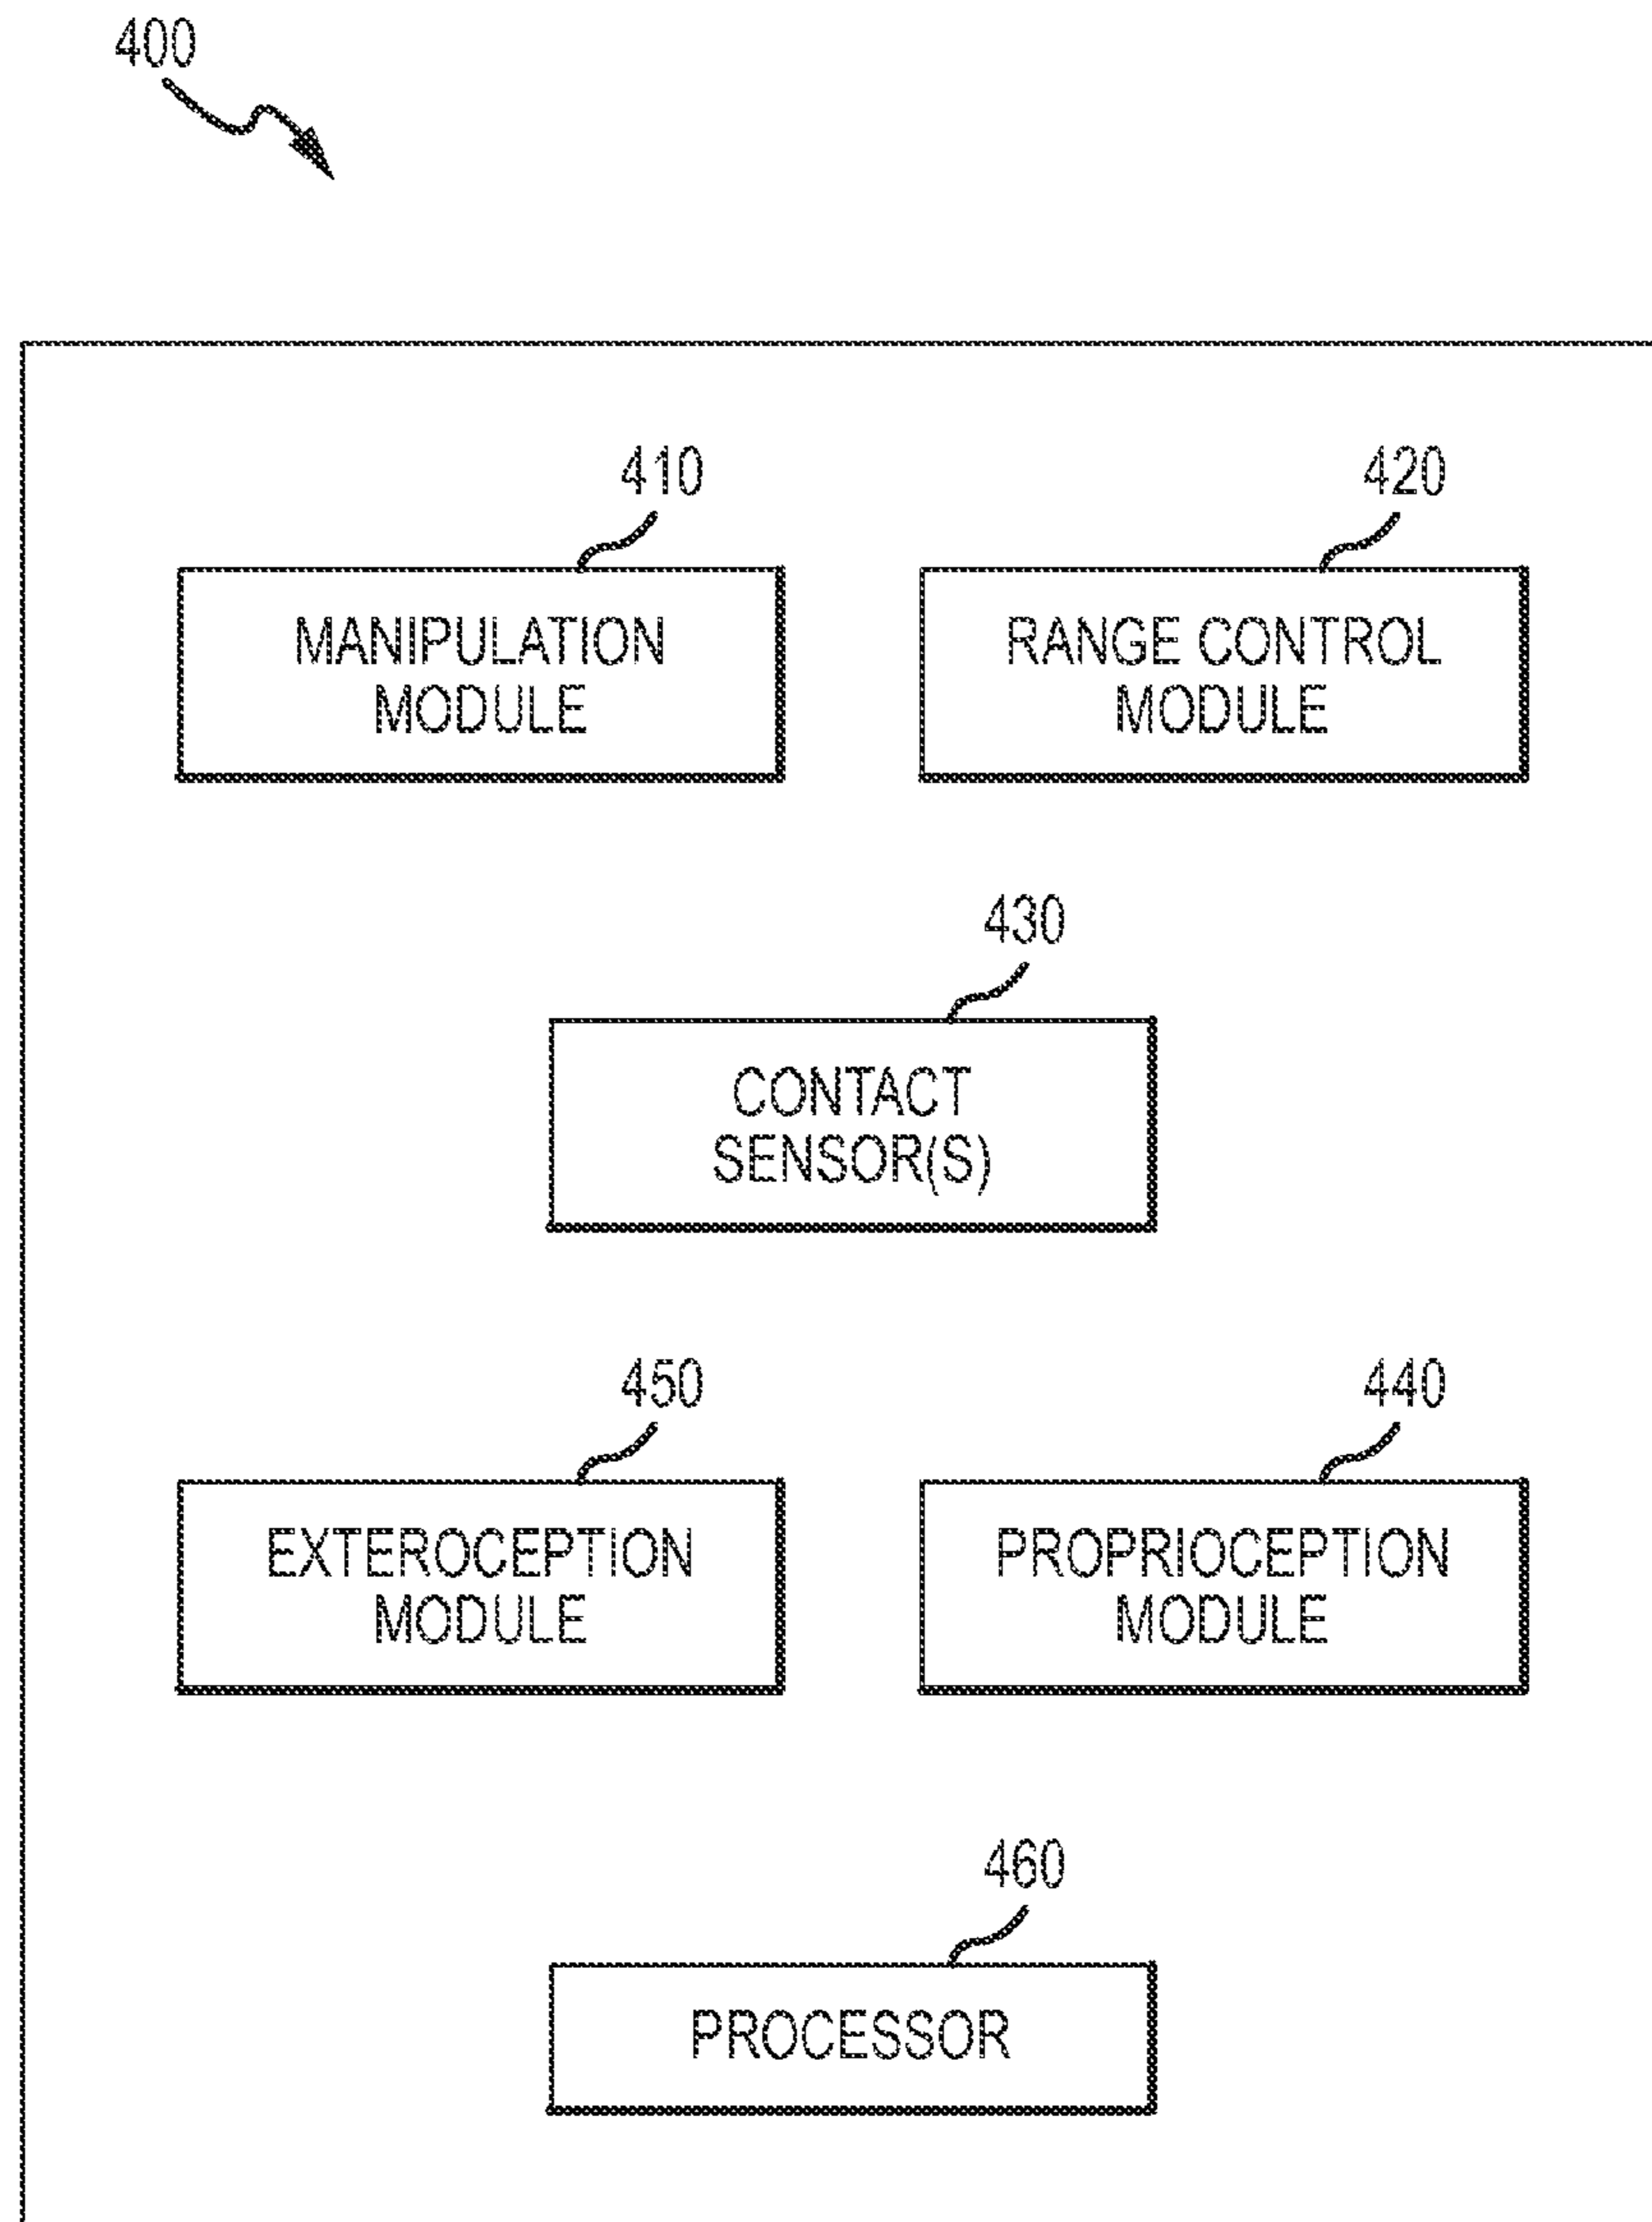 400
410
420
MANIPULATION
MODULE
RANGE CONTROL
MODULE
430
CONTACT
SENSOR(S)
450
440
EXTEROCEPTION
MODULE
PROPRIOCEPTION
MODULE
460
PROCESSOR